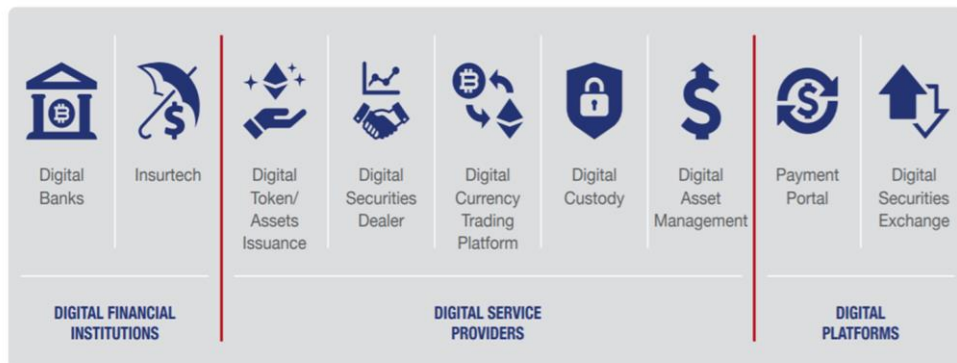 Digital
Banks
Insurtech
Digital
Token/
Assets
Issuance
Digital
Securities
Dealer
Digital
Currency
Trading
Platform
Digital
Custody
Digital
Asset
Management
Payment
Portal
Digital
Securities
Exchange
DIGITAL FINANCIAL
INSTITUTIONS
DIGITAL SERVICE
PROVIDERS
DIGITAL
PLATFORMS